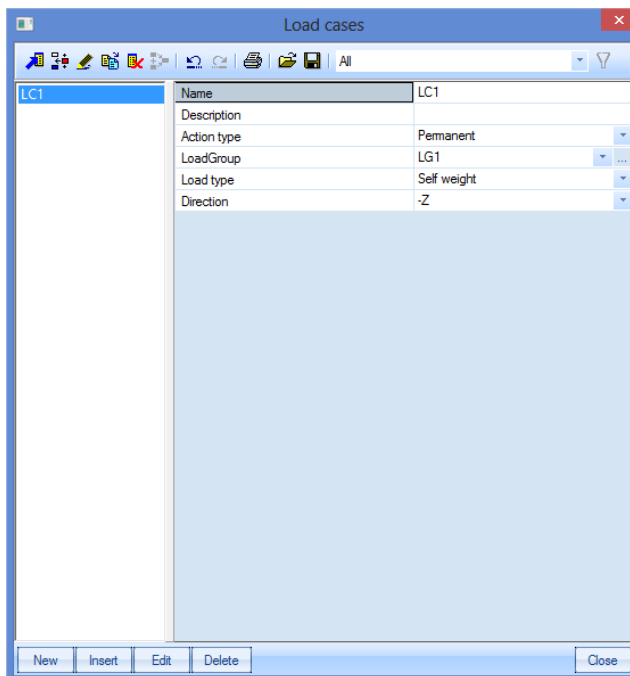 Load cases
All
LC1
Name LC1
Description
Action type Permanent
LoadGroup LG1 ...
Load type Self weight
Direction -Z
New Insert Edit Delete Close